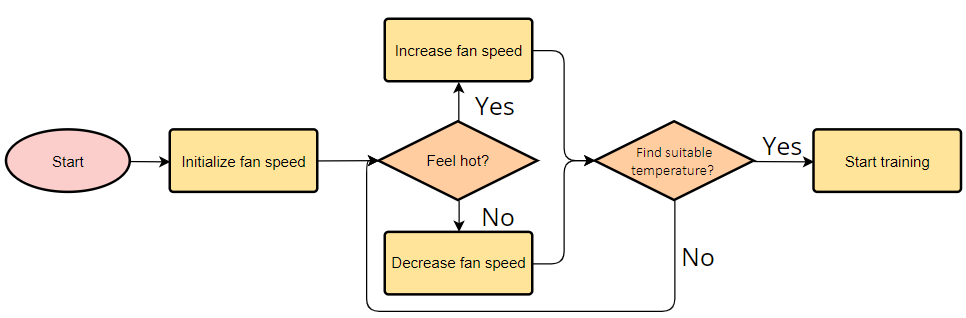 Start
Initialize fan speed
Increase fan speed
Yes
Feel hot?
No
Decrease fan speed
Find suitable
temperature?
Yes
No
Start training